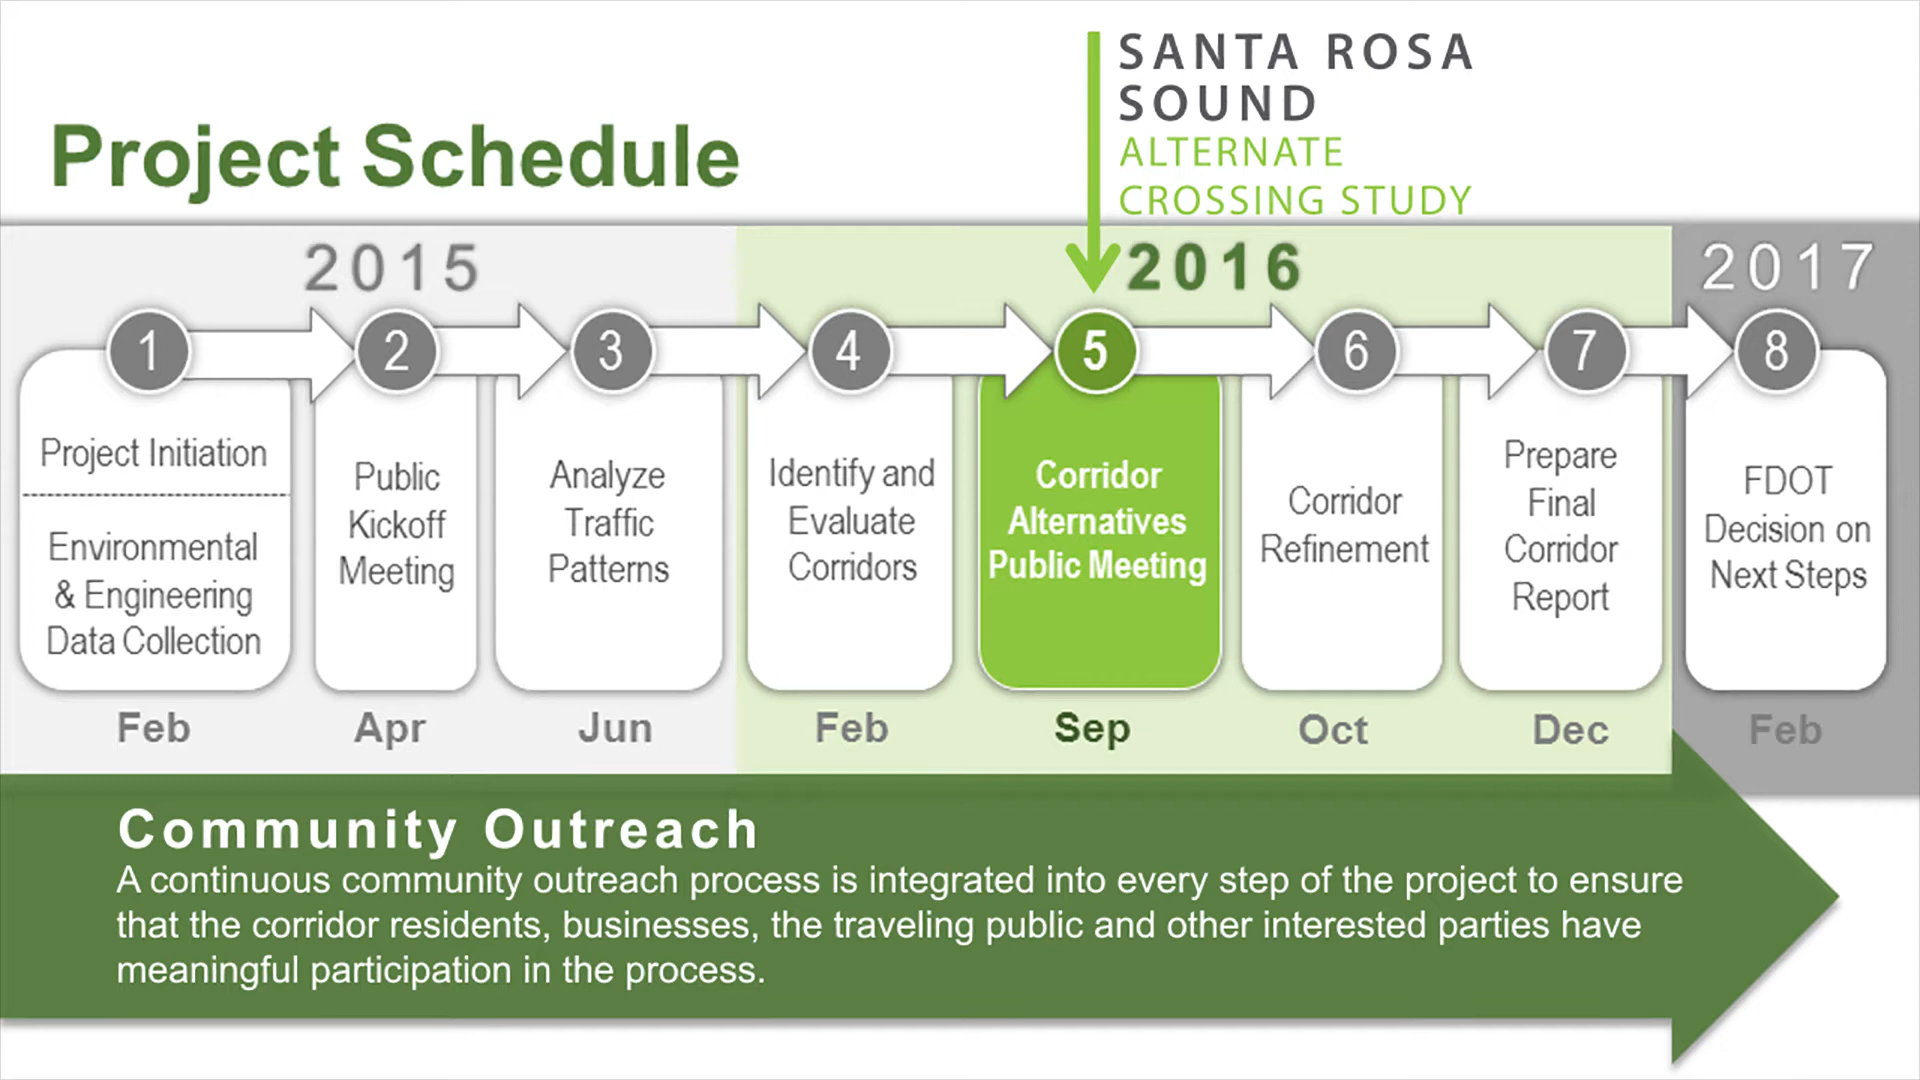 SANTA ROSA
SOUND
ALTERNATE
CROSSING STUDY
Project Schedule
2015
2016
2017
1
2
3
4
5
6
7
8
Project Initiation
Environmental
& Engineering
Data Collection
Public
Kickoff
Meeting
Analyze
Traffic
Patterns
Identify and
Evaluate
Corridors
Corridor
Alternatives
Public Meeting
Corridor
Refinement
Prepare
Final
Corridor
Report
FDOT
Decision on
Next Steps
Feb
Apr
Jun
Feb
Sep
Oct
Dec
Feb
Community Outreach
A continuous community outreach process is integrated into every step of the project to ensure
that the corridor residents, businesses, the traveling public and other interested parties have
meaningful participation in the process.